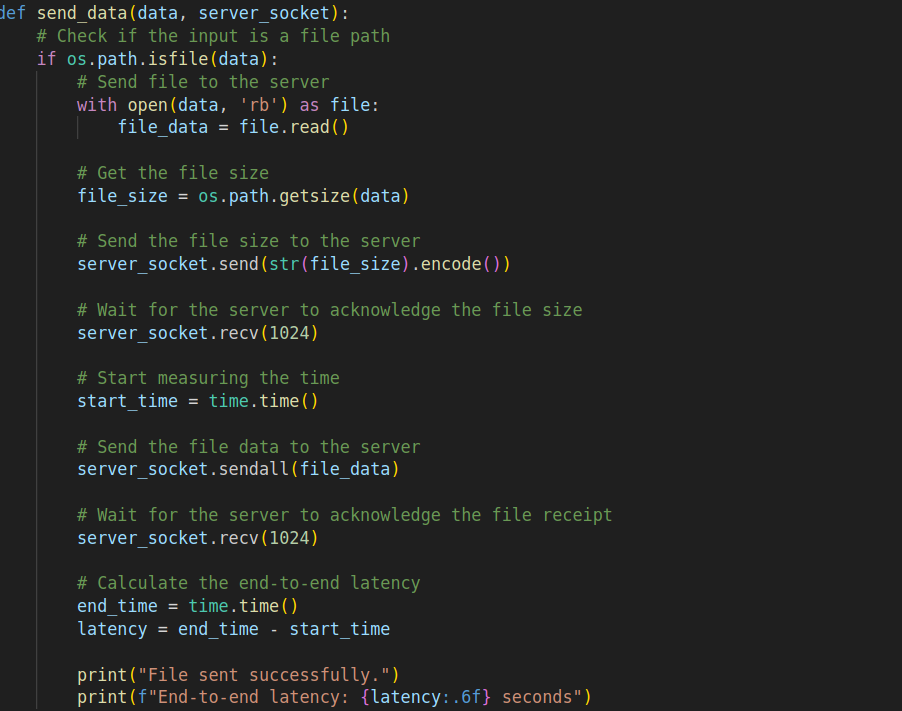 def send_data(data, server_socket):
    # Check if the input is a file path
    if os.path.isfile(data):
        # Send file to the server
        with open(data, 'rb') as file:
            file_data = file.read()

        # Get the file size
        file_size = os.path.getsize(data)

        # Send the file size to the server
        server_socket.send(str(file_size).encode())

        # Wait for the server to acknowledge the file size
        server_socket.recv(1024)

        # Start measuring the time
        start_time = time.time()

        # Send the file data to the server
        server_socket.sendall(file_data)

        # Wait for the server to acknowledge the file receipt
        server_socket.recv(1024)

        # Calculate the end-to-end latency
        end_time = time.time()
        latency = end_time - start_time

        print("File sent successfully.")
        print(f"End-to-end latency: {latency:.6f} seconds")